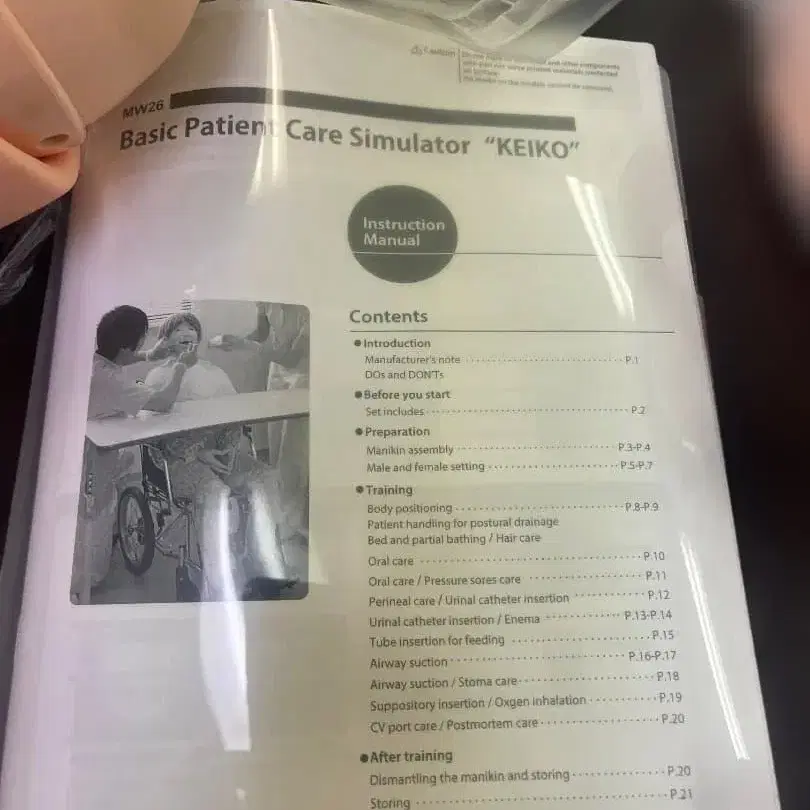 Caution
and other components
MW26
Basic Patient Care Simulator “KEIKO”
Instruction
Manual
Contents
●Introduction
Manufacturer's note ································ P.1
DOs and DON'Ts
●Before you start
Set includes ········································ P.2
●Preparation
Manikin assembly ································ P.3-P.4
Male and female setting ························ P.5-P.7
●Training
Body positioning ·································· P.8-P.9
Patient handling for postural drainage
Bed and partial bathing / Hair care
Oral care ············································ P.10
Oral care / Pressure sores care ··············· P.11
Perineal care / Urinal catheter insertion ········· P.12
Urinal catheter insertion / Enema ············· P.13-P.14
Tube insertion for feeding ······················· P.15
Airway suction ··································· P.16-P.17
Airway suction / Stoma care ···················· P.18
Suppository insertion / Oxgen inhalation ·········· P.19
CV port care / Postmortem care ················ P.20
●After training
Dismantling the manikin and storing ············· P.20
Storing ·············································· P.21